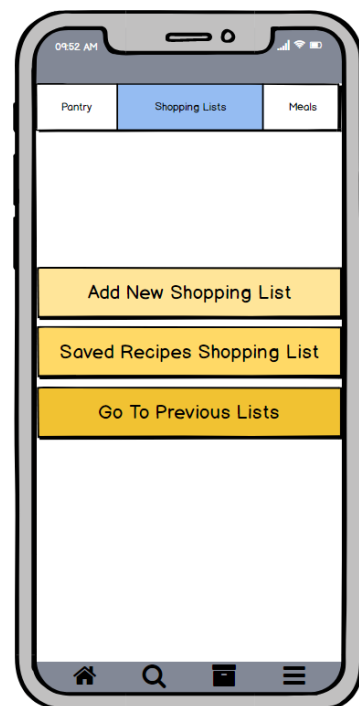 09:52 AM
Pantry Shopping Lists Meals
Add New Shopping List
Saved Recipes Shopping List
Go To Previous Lists